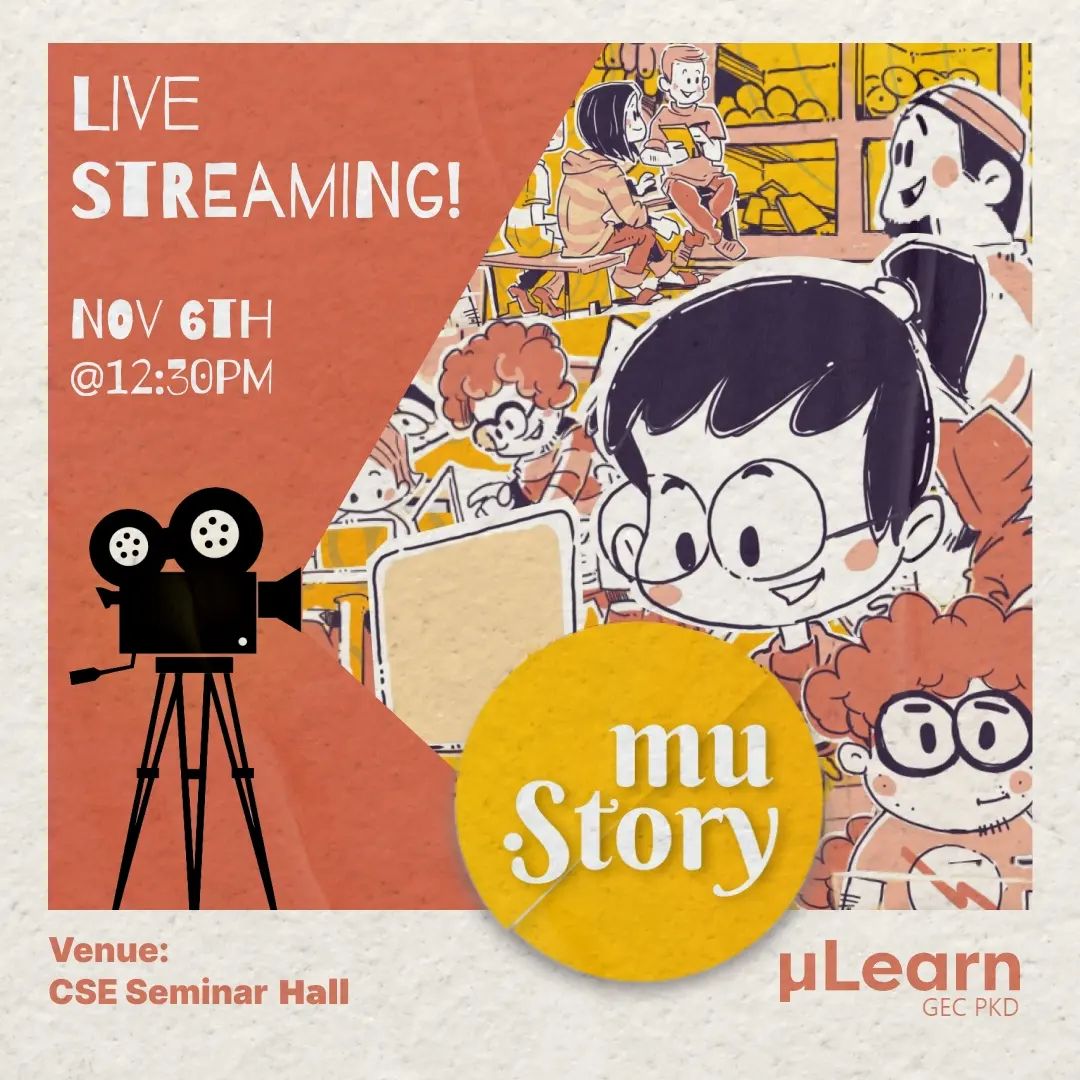 LIVE
STREAMING!
NOV 6TH
@12:30PM
mu
Story
Venue:
CSE Seminar Hall
µLearn
GEC PKD